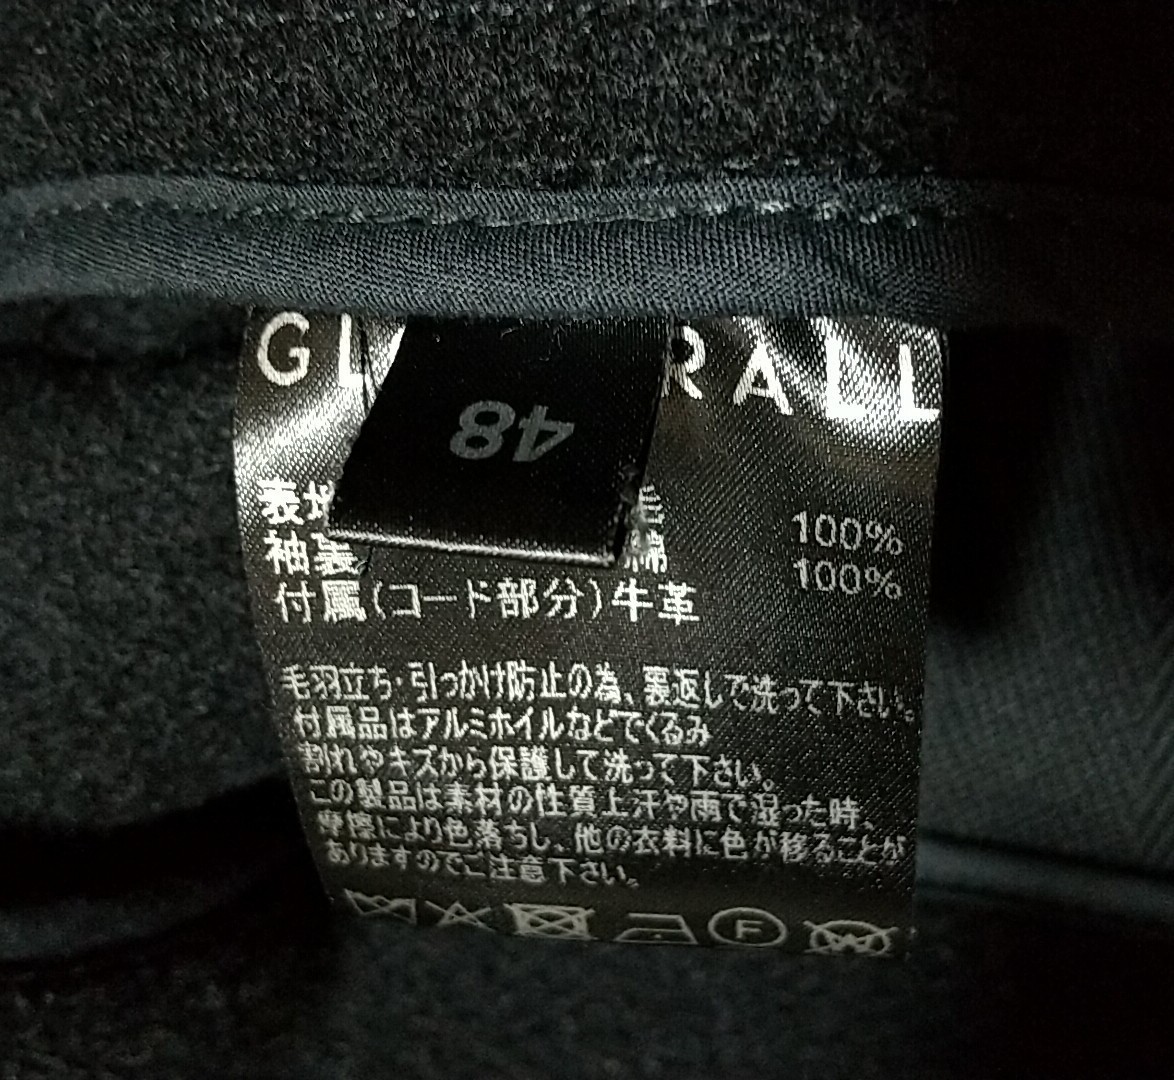 GL RALL
48
表地 毛 100%
袖裏 綿 100%
付属(コード部分)牛革
毛羽立ち・引っかけ防止の為、裏返しで洗って下さい。
付属品はアルミホイルなどでくるみ
割れやキズから保護して洗って下さい。
この製品は素材の性質上汗や雨で湿った時、
摩擦により色落ちし、他の衣料に色が移ることが
ありますのでご注意下さい。
F
W